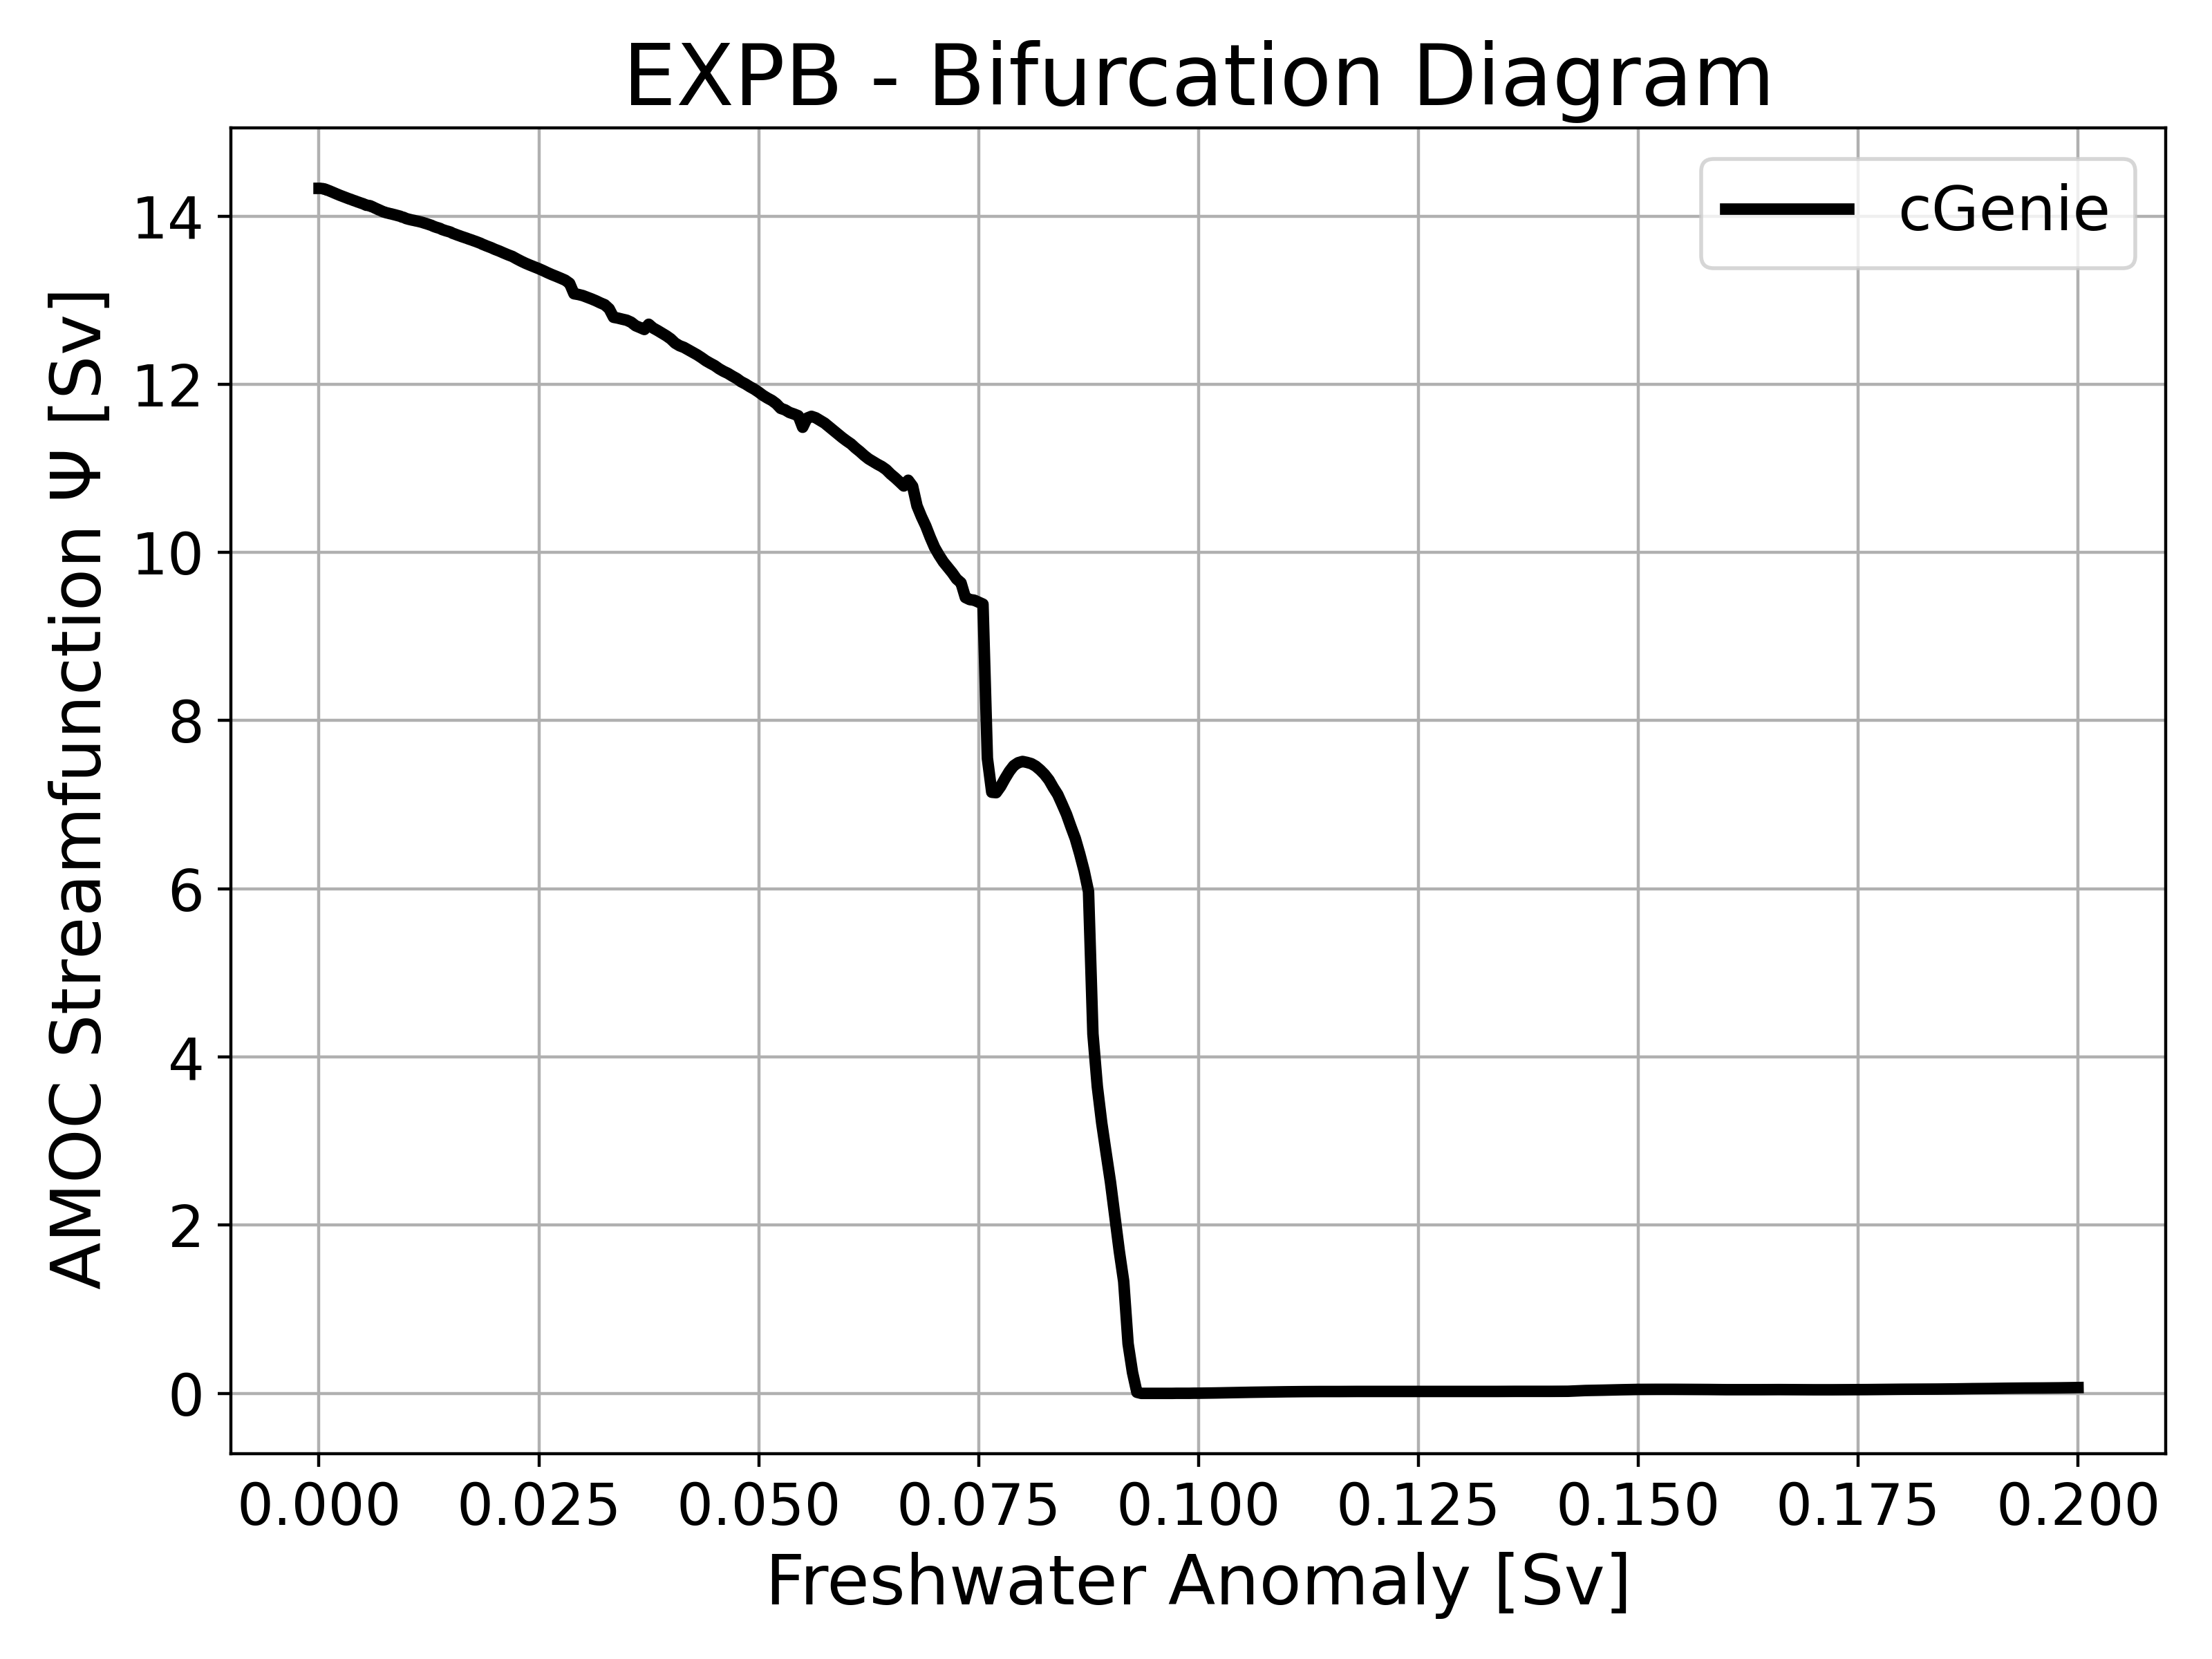 EXPB - Bifurcation Diagram
cGenie
AMOC Streamfunction Ψ [Sv]
14
12
10
8
6
4
2
0
0.000 0.025 0.050 0.075 0.100 0.125 0.150 0.175 0.200
Freshwater Anomaly [Sv]